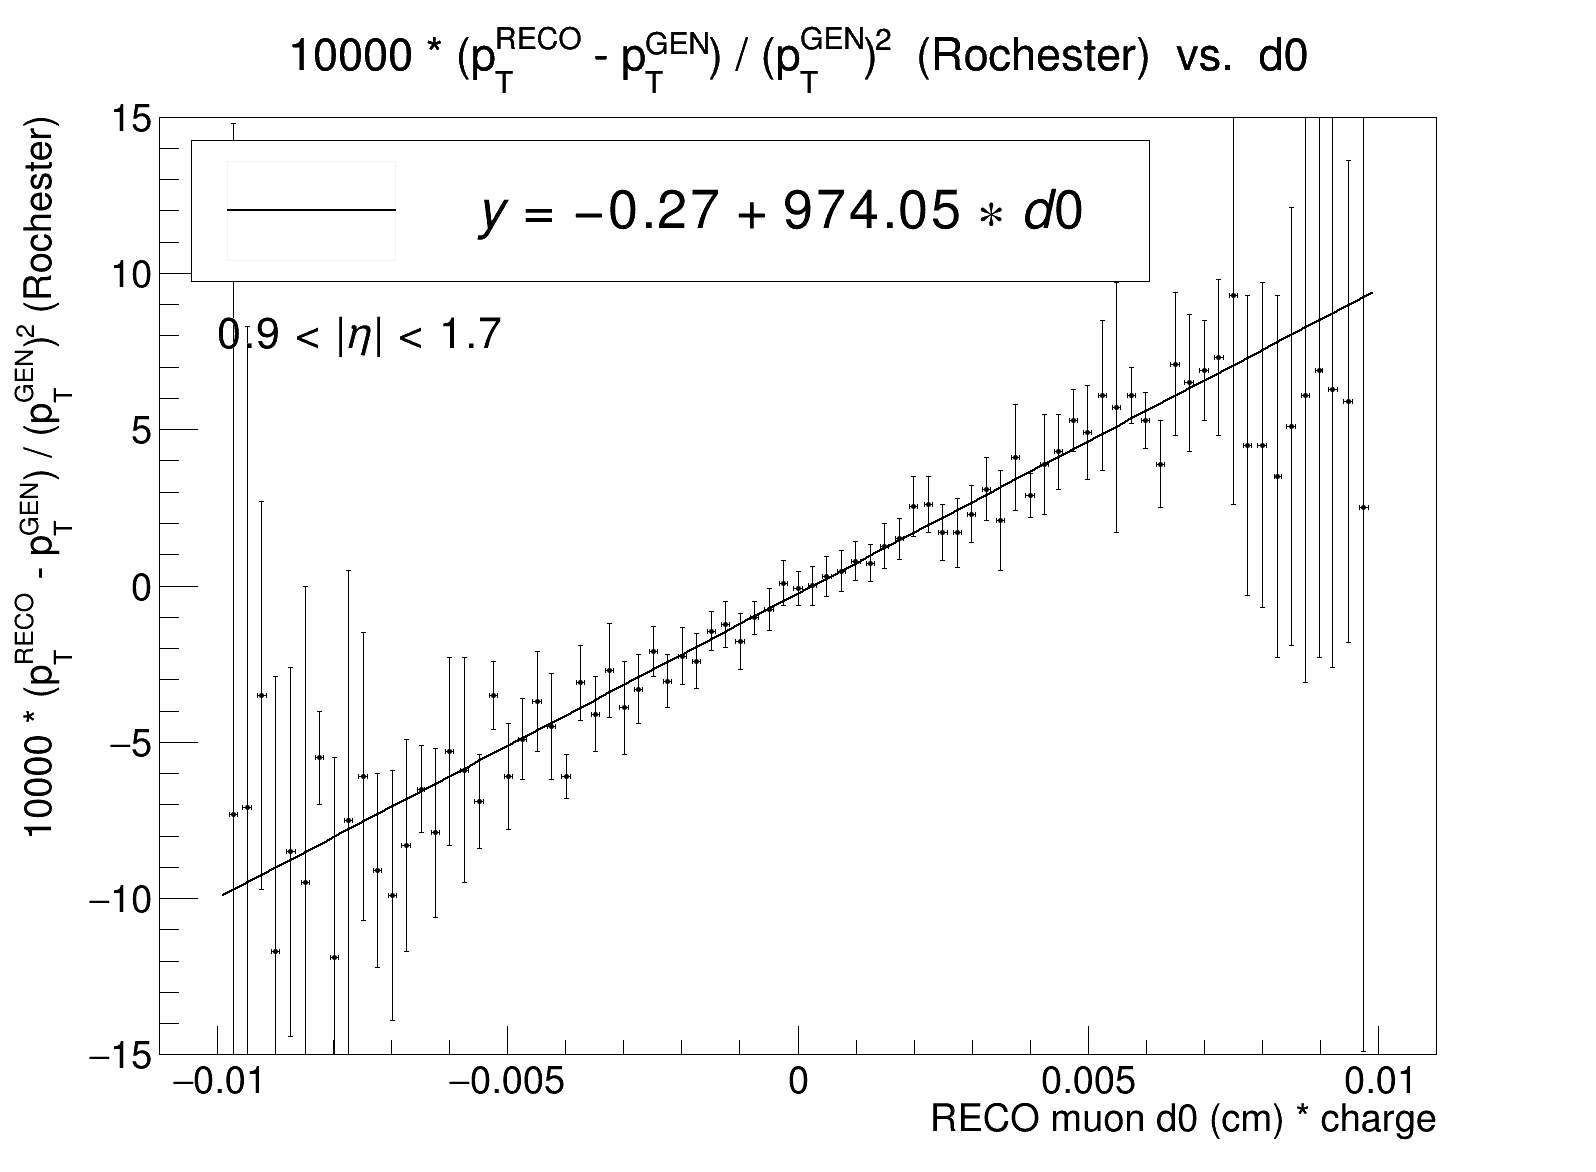 10000 * (p_T^RECO - p_T^GEN) / (p_T^GEN)^2 (Rochester) vs. d0
10000 * (p_T^RECO - p_T^GEN) / (p_T^GEN)^2 (Rochester)
15
10
5
0
−5
−10
−15
y = −0.27 + 974.05 ∗ d0
0.9 < |η| < 1.7
−0.01 −0.005 0 0.005 0.01
RECO muon d0 (cm) * charge